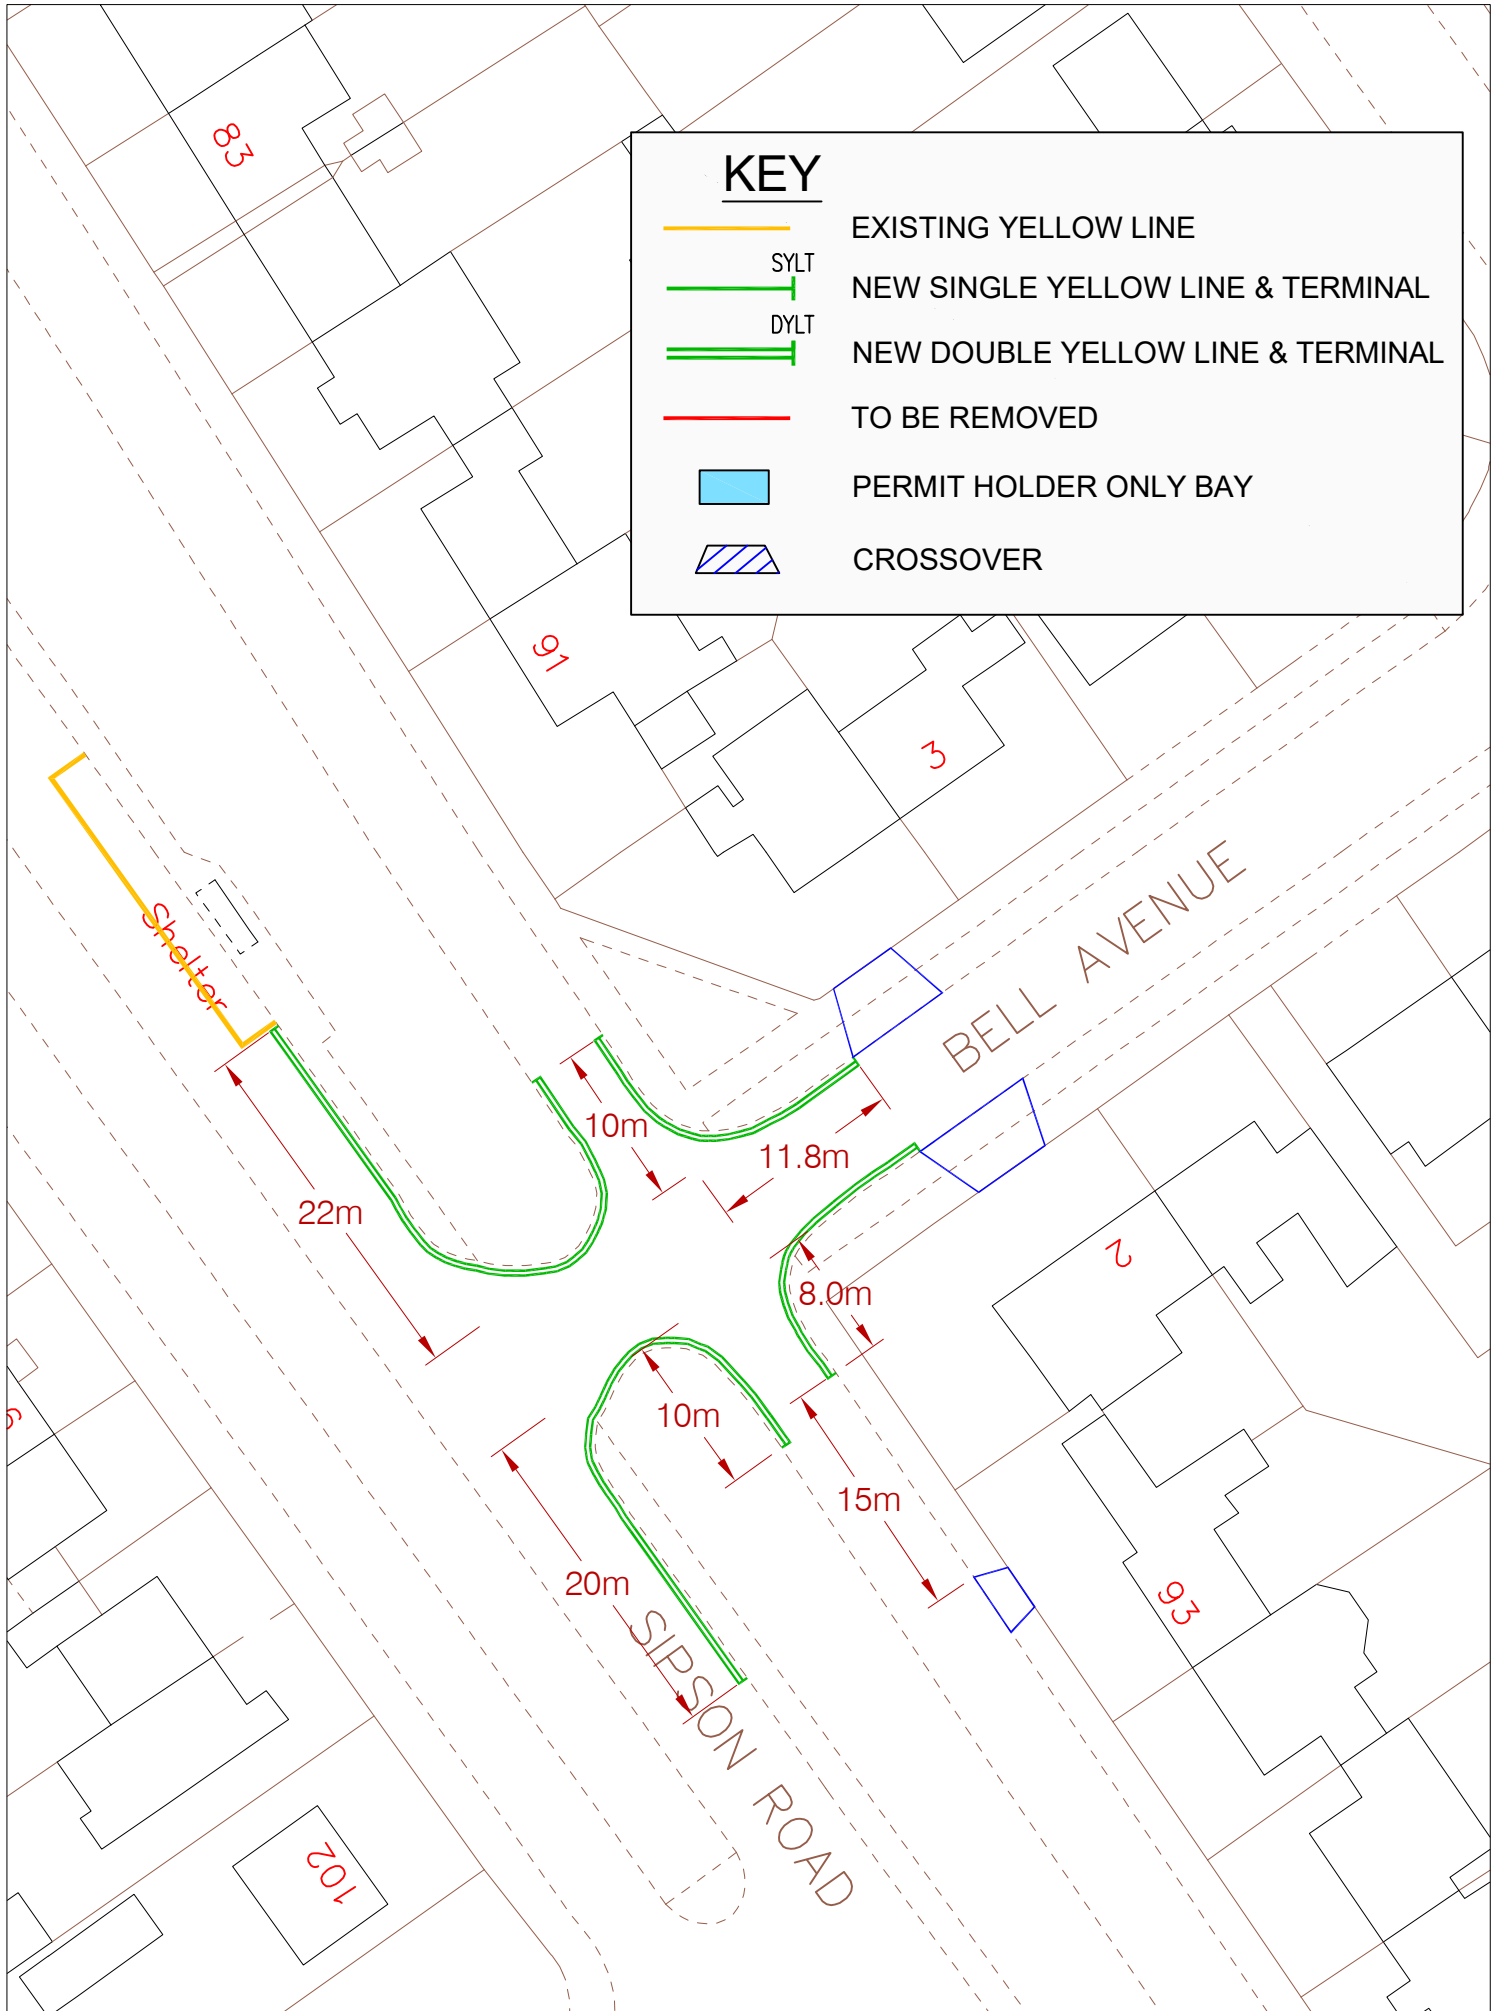 83
KEY
EXISTING YELLOW LINE
SYLT
NEW SINGLE YELLOW LINE & TERMINAL
DYLT
NEW DOUBLE YELLOW LINE & TERMINAL
TO BE REMOVED
PERMIT HOLDER ONLY BAY
CROSSOVER
91
3
Shelter
BELL AVENUE
10m
11.8m
22m
2
8.0m
10m
15m
20m
93
SIPSON ROAD
102